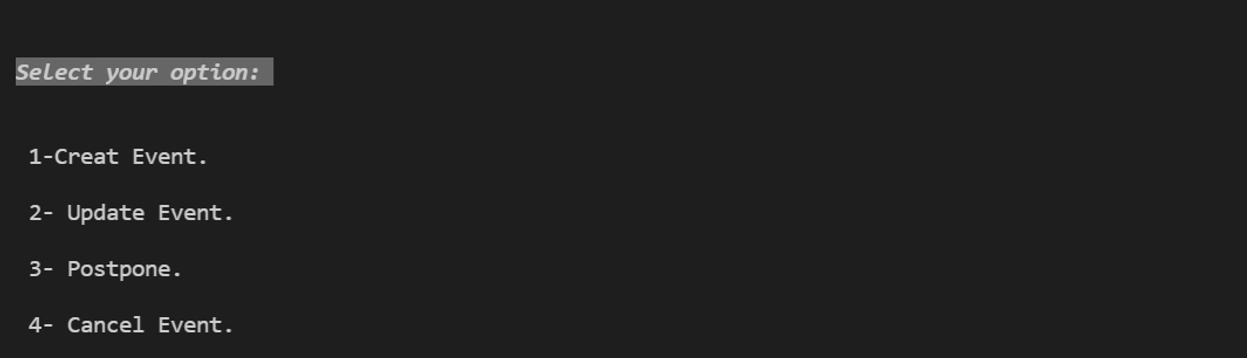 Select your option:
1-Creat Event.
2- Update Event.
3- Postpone.
4- Cancel Event.